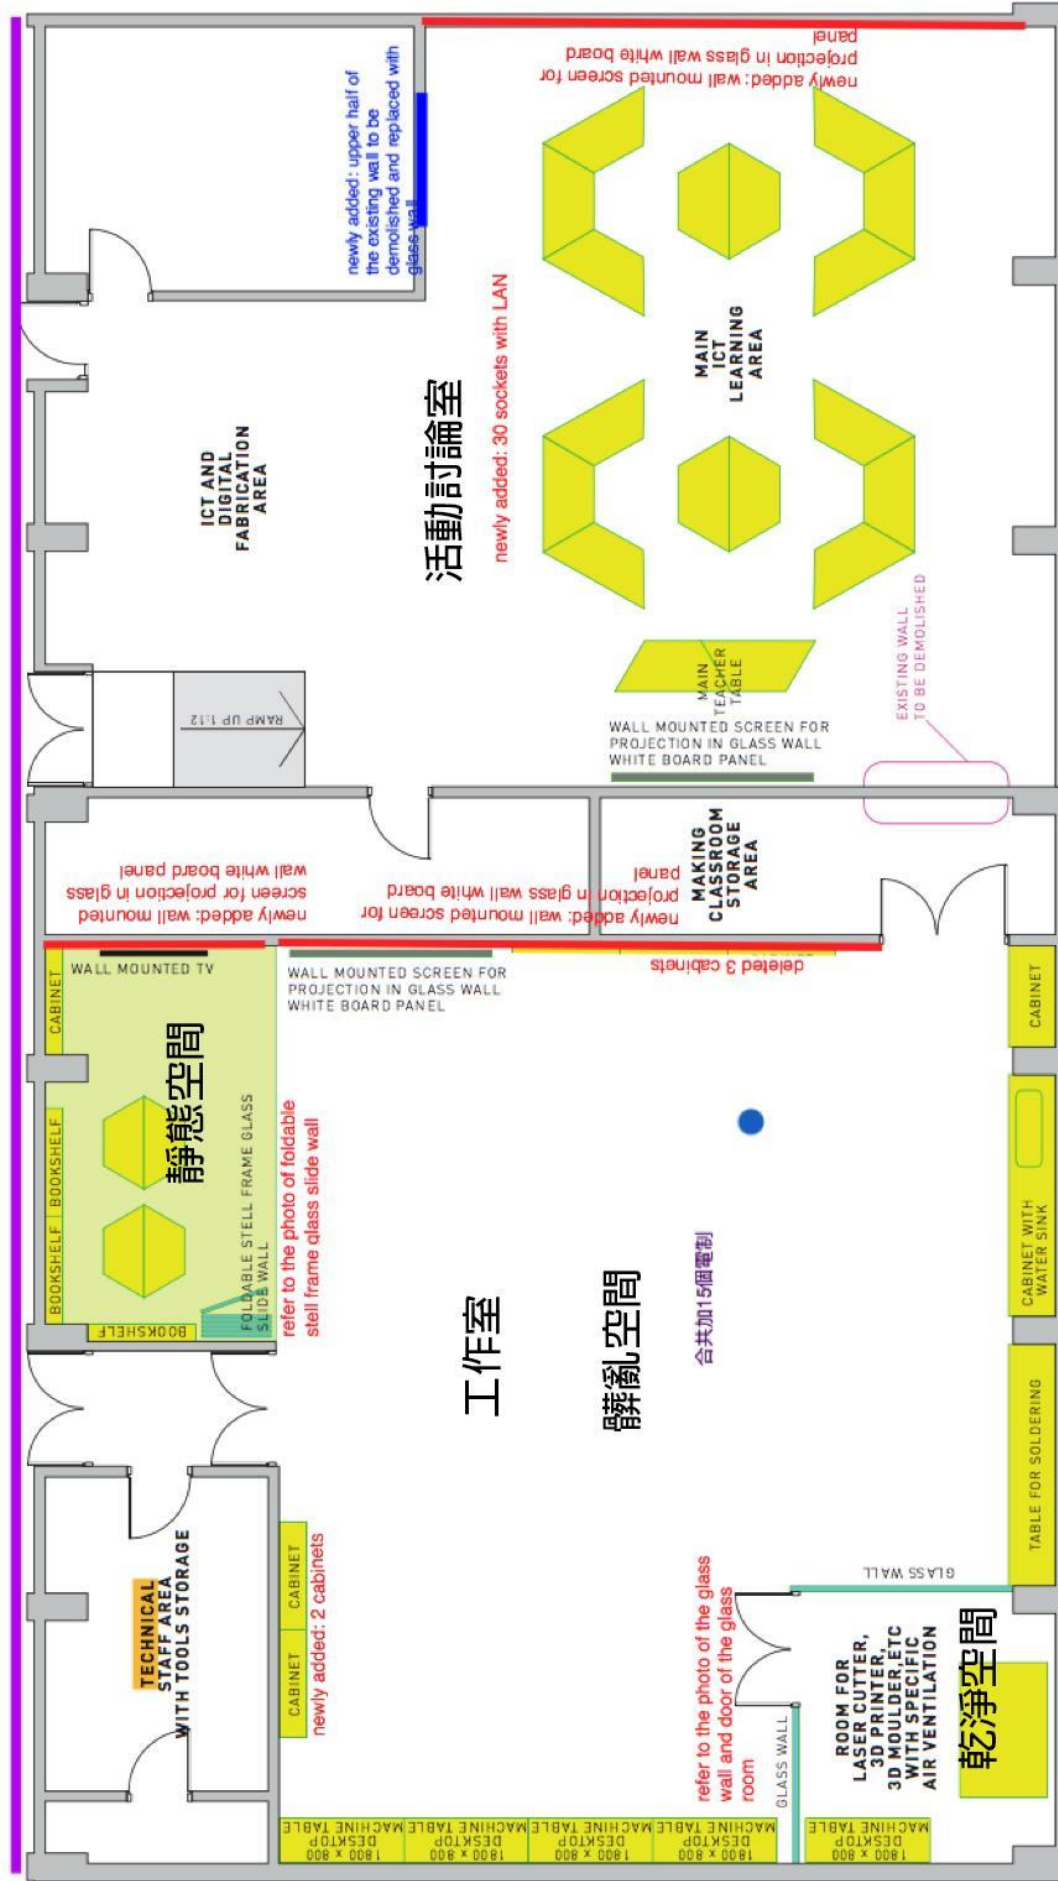 newly added: wall mounted screen for
projection in glass wall white board
panel
newly added: upper half of
the existing wall to be
demolished and replaced with
glass wall
ICT AND
DIGITAL
FABRICATION
AREA
活動討論室
newly added: 30 sockets with LAN
MAIN
ICT
LEARNING
AREA
MAIN
TEACHER
TABLE
EXISTING WALL
TO BE DEMOLISHED
RAMP UP 1:12
WALL MOUNTED SCREEN FOR
PROJECTION IN GLASS WALL
WHITE BOARD PANEL
newly added: wall mounted
screen for projection in glass
wall white board panel
newly added: wall mounted screen for
projection in glass wall white board
panel
MAKING
CLASSROOM
STORAGE
AREA
deleted 3 cabinets
CABINET
WALL MOUNTED TV
WALL MOUNTED SCREEN FOR
PROJECTION IN GLASS WALL
WHITE BOARD PANEL
CABINET
靜態空間
BOOKSHELF
BOOKSHELF
BOOKSHELF
FOLDABLE STELL FRAME GLASS
SLIDE WALL
refer to the photo of foldable
stell frame glass slide wall
工作室
髒亂空間
合共加15個電制
CABINET WITH
WATER SINK
TABLE FOR SOLDERING
TECHNICAL
STAFF AREA
WITH TOOLS STORAGE
CABINET
CABINET
newly added: 2 cabinets
refer to the photo of the glass
wall and door of the glass
room
GLASS WALL
GLASS WALL
ROOM FOR
LASER CUTTER,
3D PRINTER,
3D MOULDER,ETC
WITH SPECIFIC
AIR VENTILATION
乾淨空間
1800 x 800
DESKTOP
MACHINE TABLE
1800 x 800
DESKTOP
MACHINE TABLE
1800 x 800
DESKTOP
MACHINE TABLE
1800 x 800
DESKTOP
MACHINE TABLE
1800 x 800
DESKTOP
MACHINE TABLE